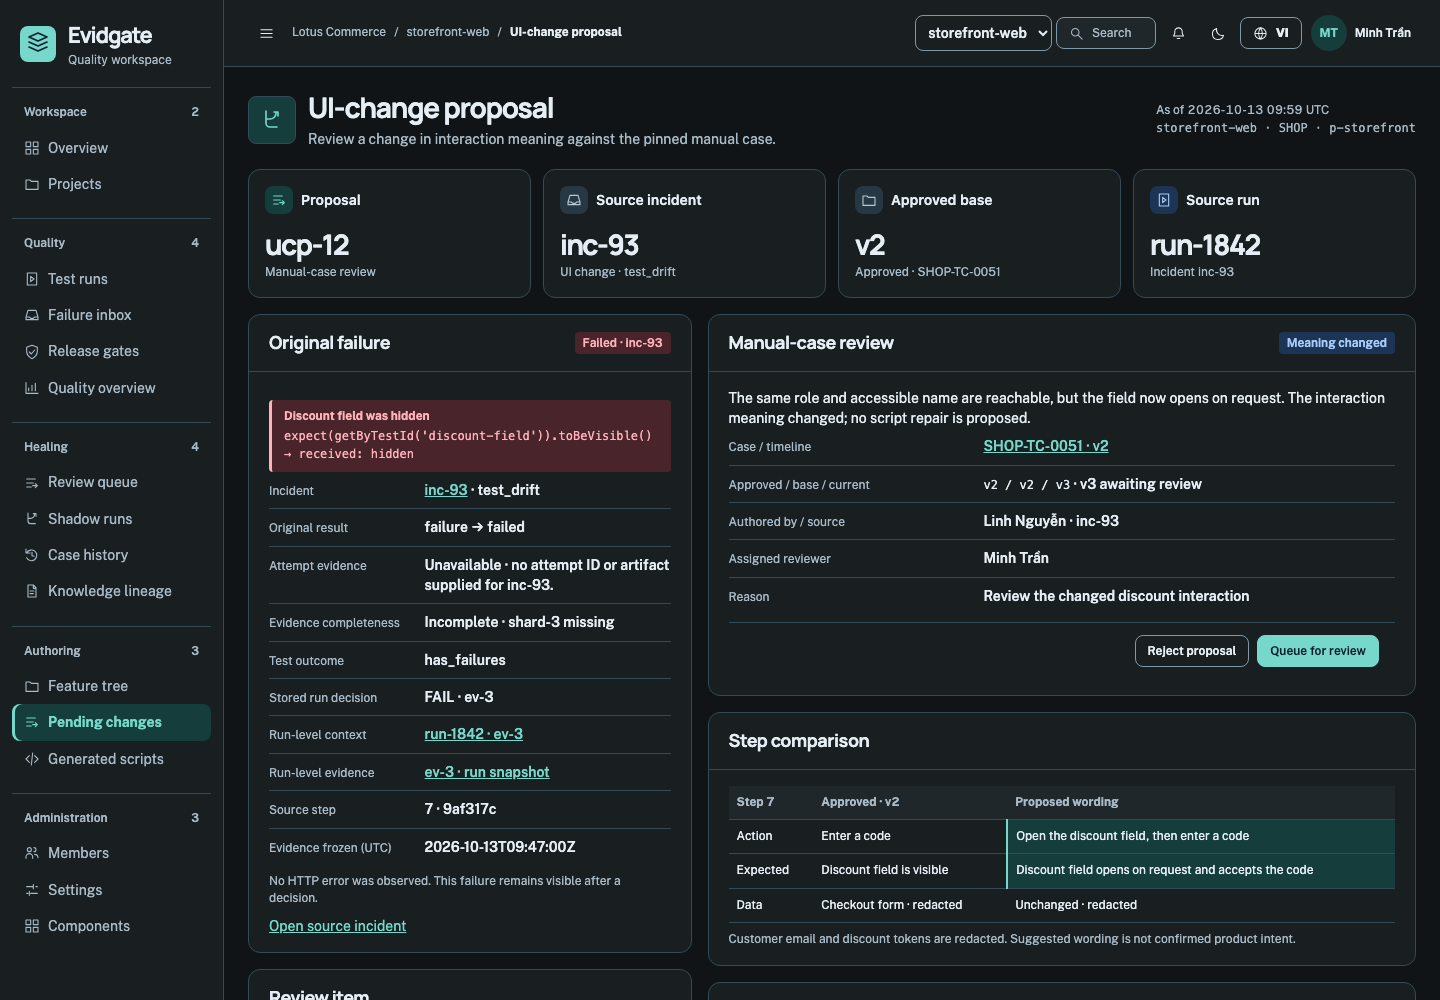 Evidgate
Quality workspace
Workspace 2
Overview
Projects
Quality 4
Test runs
Failure inbox
Release gates
Quality overview
Healing 4
Review queue
Shadow runs
Case history
Knowledge lineage
Authoring 3
Feature tree
Pending changes
Generated scripts
Administration 3
Members
Settings
Components
Lotus Commerce / storefront-web / UI-change proposal
storefront-web
Search
VI
MT
Minh Trần
UI-change proposal
Review a change in interaction meaning against the pinned manual case.
As of 2026-10-13 09:59 UTC
storefront-web · SHOP · p-storefront
Proposal
ucp-12
Manual-case review
Source incident
inc-93
UI change · test_drift
Approved base
v2
Approved · SHOP-TC-0051
Source run
run-1842
Incident inc-93
Original failure
Failed · inc-93
Discount field was hidden
expect(getByTestId('discount-field')).toBeVisible()
→ received: hidden
Incident inc-93 · test_drift
Original result failure → failed
Attempt evidence Unavailable · no attempt ID or artifact
supplied for inc-93.
Evidence completeness Incomplete · shard-3 missing
Test outcome has_failures
Stored run decision FAIL · ev-3
Run-level context run-1842 · ev-3
Run-level evidence ev-3 · run snapshot
Source step 7 · 9af317c
Evidence frozen (UTC) 2026-10-13T09:47:00Z
No HTTP error was observed. This failure remains visible after a
decision.
Open source incident
Review item
Manual-case review
Meaning changed
The same role and accessible name are reachable, but the field now opens on request. The interaction
meaning changed; no script repair is proposed.
Case / timeline SHOP-TC-0051 · v2
Approved / base / current v2 / v2 / v3 · v3 awaiting review
Authored by / source Linh Nguyễn · inc-93
Assigned reviewer Minh Trần
Reason Review the changed discount interaction
Reject proposal
Queue for review
Step comparison
Step 7 Approved · v2 Proposed wording
Action Enter a code Open the discount field, then enter a code
Expected Discount field is visible Discount field opens on request and accepts the code
Data Checkout form · redacted Unchanged · redacted
Customer email and discount tokens are redacted. Suggested wording is not confirmed product intent.